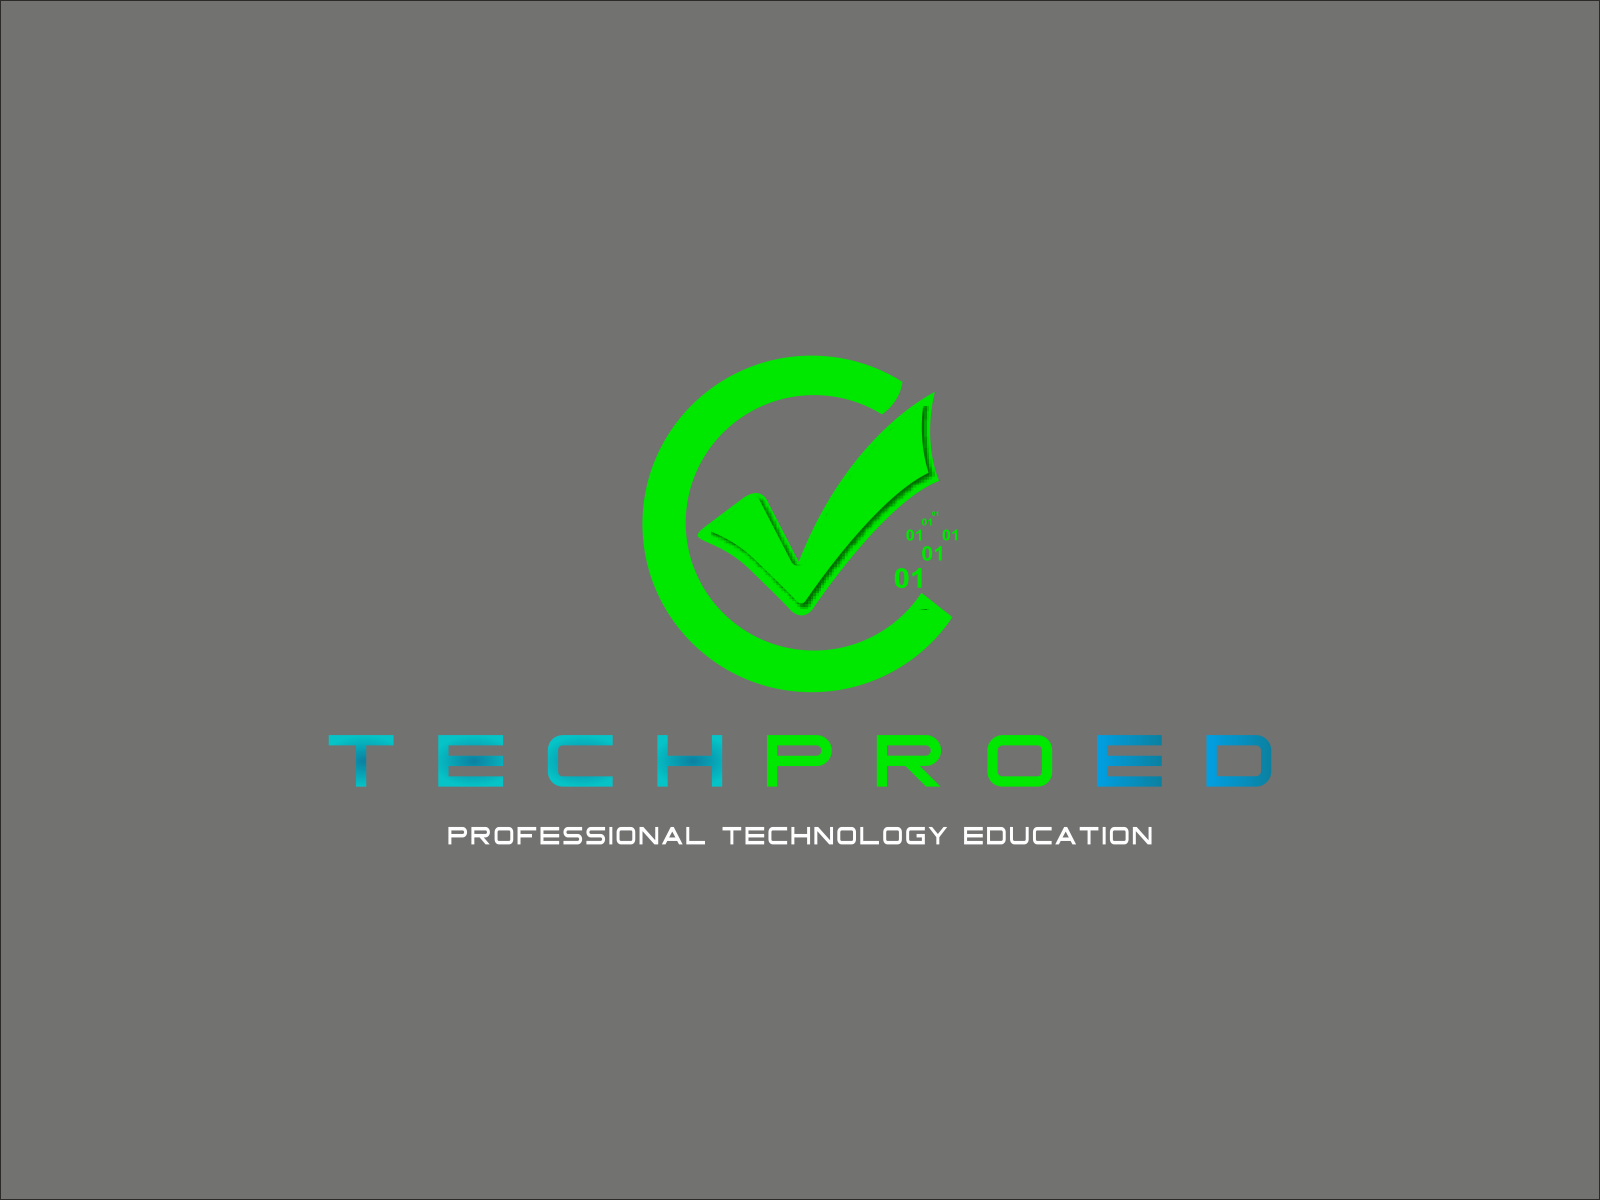 01
01 01
01
01
TECHPROED
PROFESSIONAL TECHNOLOGY EDUCATION